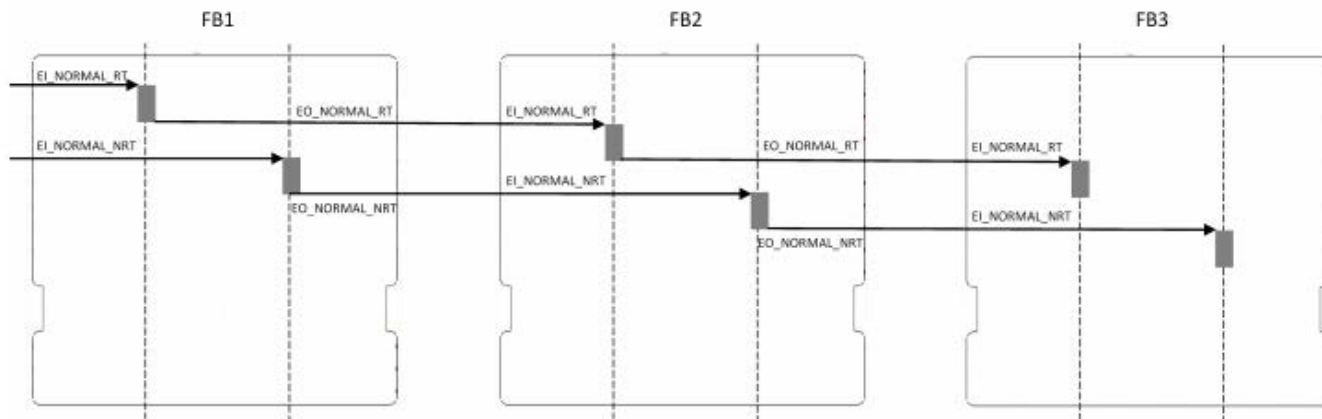 FB1
FB2
FB3
EI_NORMAL_RT
EO_NORMAL_RT
EI_NORMAL_RT
EO_NORMAL_RT
EI_NORMAL_RT
EI_NORMAL_NRT
EO_NORMAL_NRT
EI_NORMAL_NRT
EO_NORMAL_NRT
EI_NORMAL_NRT